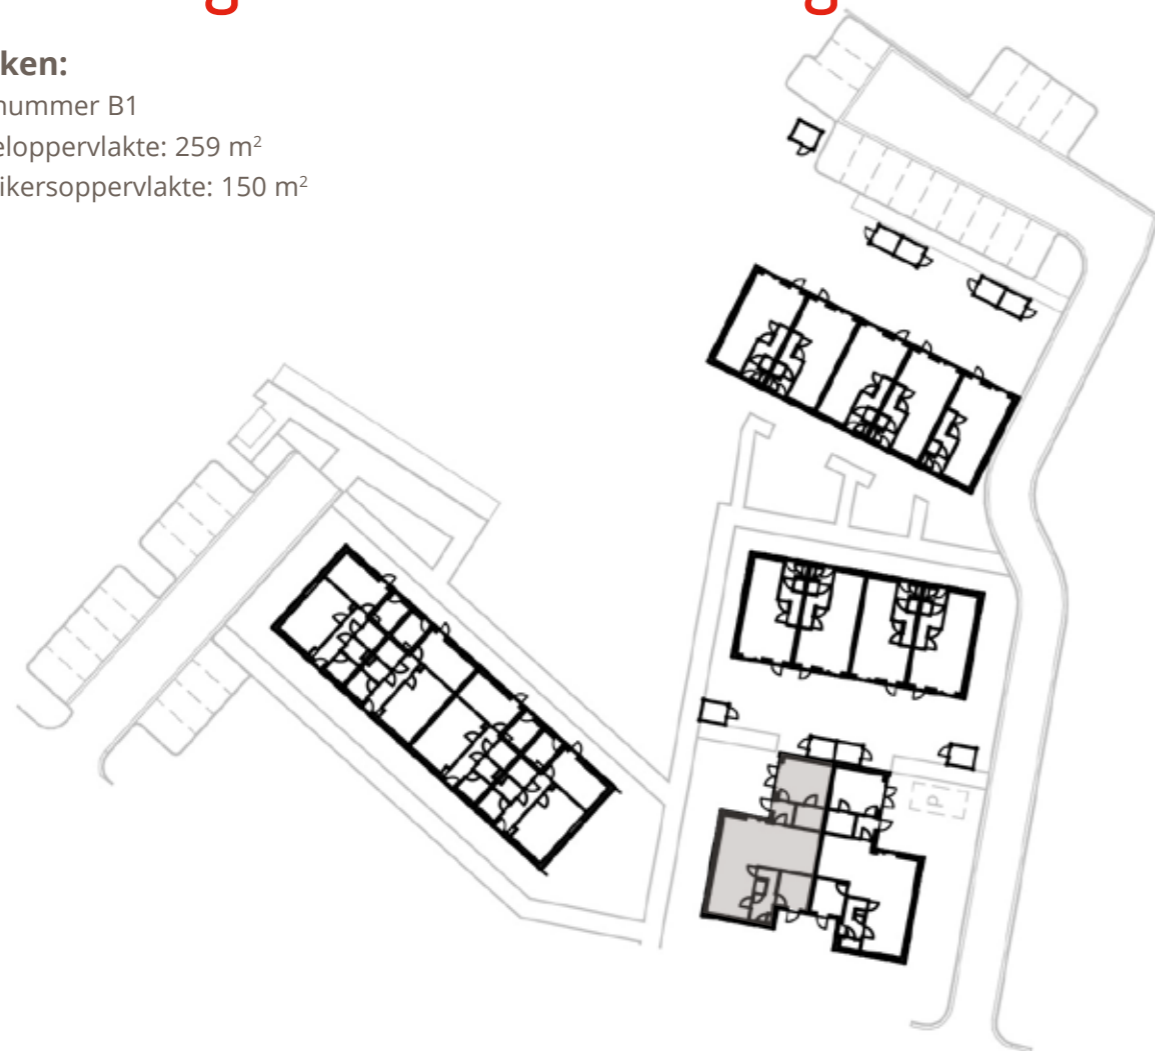 g g
ken:
nummer B1
eloppervlakte: 259 m²
ikersoppervlakte: 150 m²
P